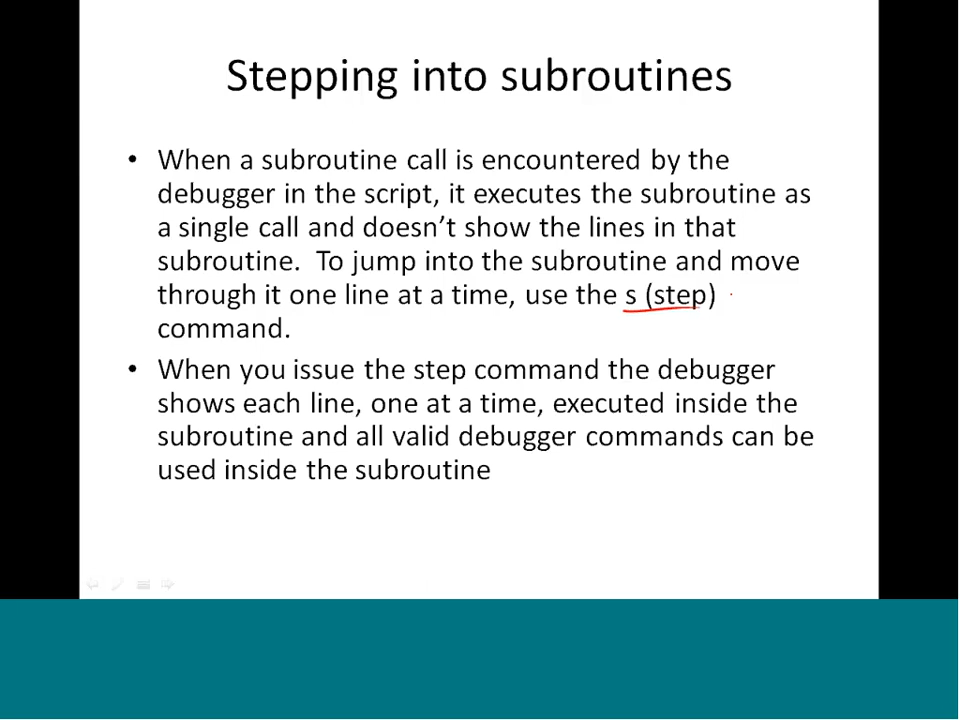 Stepping into subroutines
• When a subroutine call is encountered by the
debugger in the script, it executes the subroutine as
a single call and doesn’t show the lines in that
subroutine.  To jump into the subroutine and move
through it one line at a time, use the s (step)
command.
• When you issue the step command the debugger
shows each line, one at a time, executed inside the
subroutine and all valid debugger commands can be
used inside the subroutine